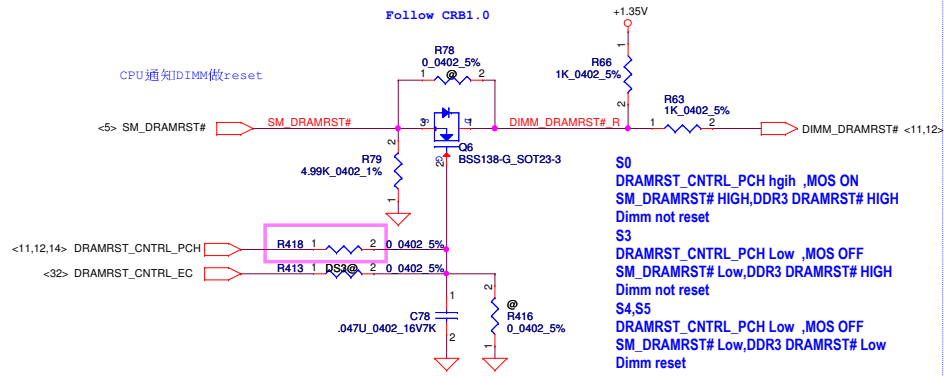 Follow CRB1.0
+1.35V
CPU通知DIMM做reset
R78
0_0402_5%
1 @ 2
1
R66
1K_0402_5%
2
R63
1K_0402_5%
<5> SM_DRAMRST#
SM_DRAMRST#
3 S D 1
DIMM_DRAMRST#_R
1 2
DIMM_DRAMRST# <11,12>
Q6
BSS138-G_SOT23-3
G
2
2
R79
4.99K_0402_1%
1
<11,12,14> DRAMRST_CNTRL_PCH
R418 1 2 0_0402_5%
<32> DRAMRST_CNTRL_EC
R413 1 DS3@ 2 0_0402_5%
1
C78
.047U_0402_16V7K
2
2
@
R416
0_0402_5%
1
S0
DRAMRST_CNTRL_PCH hgih ,MOS ON
SM_DRAMRST# HIGH,DDR3 DRAMRST# HIGH
Dimm not reset
S3
DRAMRST_CNTRL_PCH Low ,MOS OFF
SM_DRAMRST# Low,DDR3 DRAMRST# HIGH
Dimm not reset
S4,S5
DRAMRST_CNTRL_PCH Low ,MOS OFF
SM_DRAMRST# Low,DDR3 DRAMRST# Low
Dimm reset